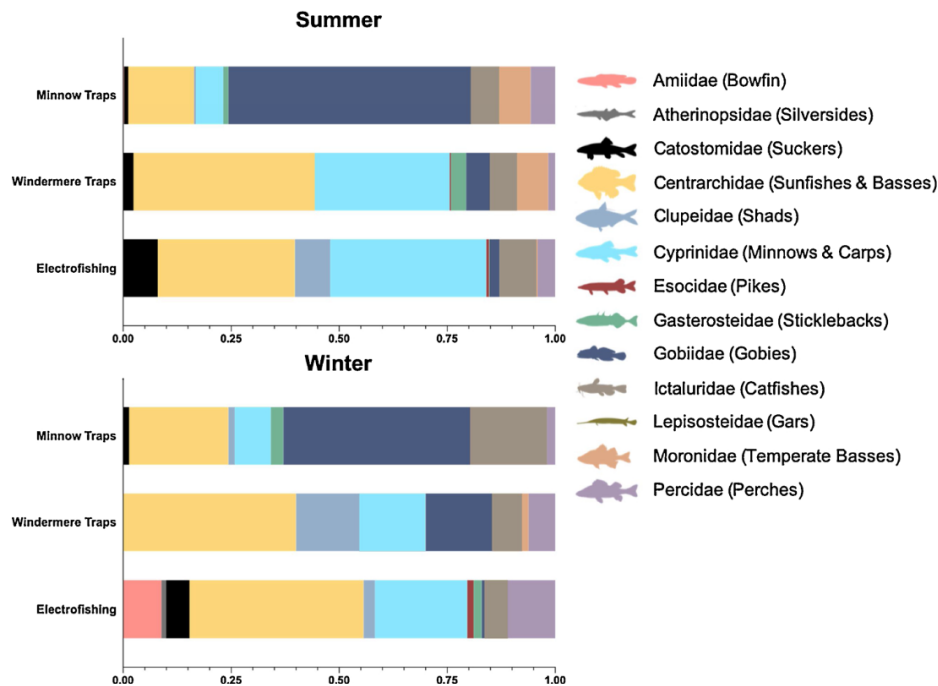 Summer
Minnow Traps
Windermere Traps
Electrofishing
0.00 0.25 0.50 0.75 1.00
Winter
Minnow Traps
Windermere Traps
Electrofishing
0.00 0.25 0.50 0.75 1.00
Amiidae (Bowfin)
Atherinopsidae (Silversides)
Catostomidae (Suckers)
Centrarchidae (Sunfishes & Basses)
Clupeidae (Shads)
Cyprinidae (Minnows & Carps)
Esocidae (Pikes)
Gasterosteidae (Sticklebacks)
Gobiidae (Gobies)
Ictaluridae (Catfishes)
Lepisosteidae (Gars)
Moronidae (Temperate Basses)
Percidae (Perches)